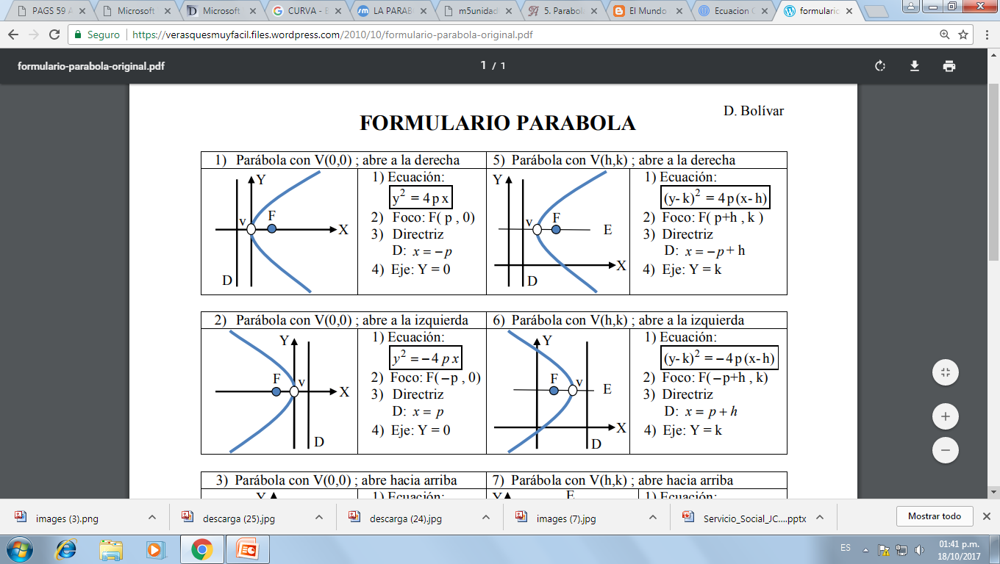 PAGS 59 A
Microsoft
Microsoft
CURVA - E
LA PARAB
m5unidad
5. Parabol
El Mundo
Ecuacion
formulario
Seguro | https://verasquesmuyfacil.files.wordpress.com/2010/10/formulario-parabola-original.pdf
formulario-parabola-original.pdf
1 / 1
D. Bolívar
FORMULARIO PARABOLA
1) Parábola con V(0,0) ; abre a la derecha
Y
v
F
X
D
1) Ecuación:
y² = 4px
2) Foco: F( p , 0)
3) Directriz
D: x = −p
4) Eje: Y = 0
5) Parábola con V(h,k) ; abre a la derecha
Y
v
F
E
X
D
1) Ecuación:
(y-k)² = 4p(x-h)
2) Foco: F( p+h , k )
3) Directriz
D: x = −p + h
4) Eje: Y = k
2) Parábola con V(0,0) ; abre a la izquierda
Y
F
v
X
D
1) Ecuación:
y² = −4px
2) Foco: F(−p , 0)
3) Directriz
D: x = p
4) Eje: Y = 0
6) Parábola con V(h,k) ; abre a la izquierda
Y
F
v
E
X
D
1) Ecuación:
(y-k)² = −4p(x-h)
2) Foco: F(−p+h , k)
3) Directriz
D: x = p + h
4) Eje: Y = k
3) Parábola con V(0,0) ; abre hacia arriba
Y
1) Ecuación:
7) Parábola con V(h,k) ; abre hacia arriba
Y
E
1) Ecuación:
images (3).png
descarga (25).jpg
descarga (24).jpg
images (7).jpg
Servicio_Social_JC....pptx
Mostrar todo
ES
01:41 p.m.
18/10/2017